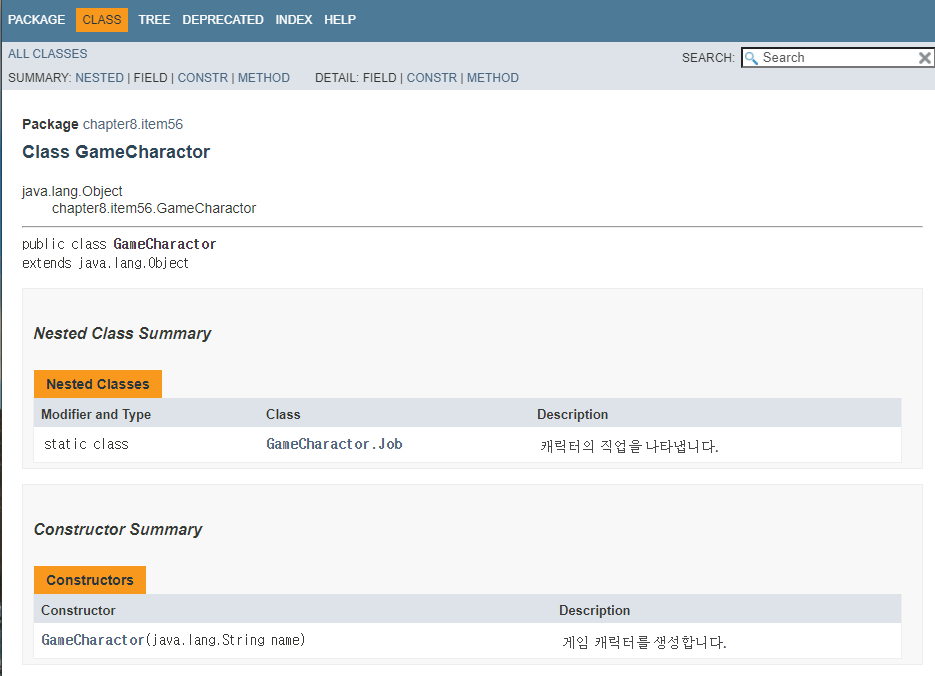 PACKAGE CLASS TREE DEPRECATED INDEX HELP
ALL CLASSES
SEARCH: Search
SUMMARY: NESTED | FIELD | CONSTR | METHOD DETAIL: FIELD | CONSTR | METHOD
Package chapter8.item56
Class GameCharactor
java.lang.Object
chapter8.item56.GameCharactor
public class GameCharactor
extends java.lang.Object
Nested Class Summary
Nested Classes
Modifier and Type Class Description
static class GameCharactor.Job 캐릭터의 직업을 나타냅니다.
Constructor Summary
Constructors
Constructor Description
GameCharactor(java.lang.String name) 게임 캐릭터를 생성합니다.